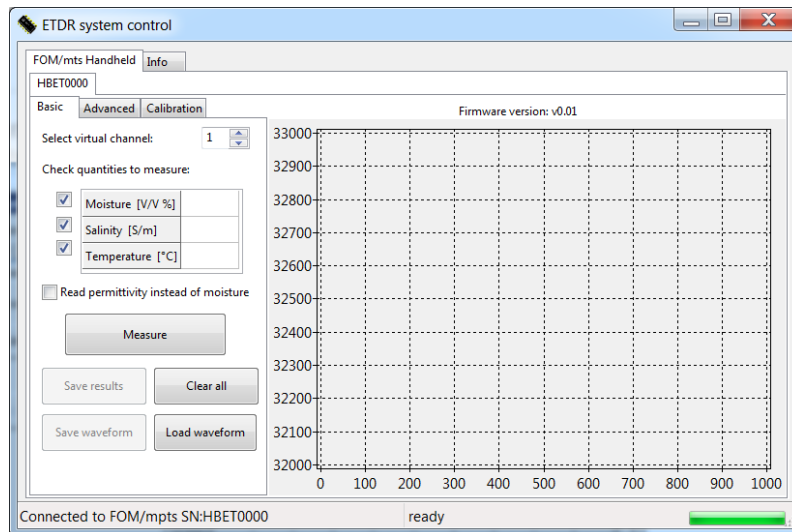 ETDR system control
FOM/mts Handheld Info
HBET0000
Basic Advanced Calibration
Firmware version: v0.01
Select virtual channel: 1
Check quantities to measure:
Moisture [V/V %]
Salinity [S/m]
Temperature [°C]
Read permittivity instead of moisture
Measure
Save results Clear all
Save waveform Load waveform
33000
32900
32800
32700
32600
32500
32400
32300
32200
32100
32000
0 100 200 300 400 500 600 700 800 900 1000
Connected to FOM/mpts SN:HBET0000 ready